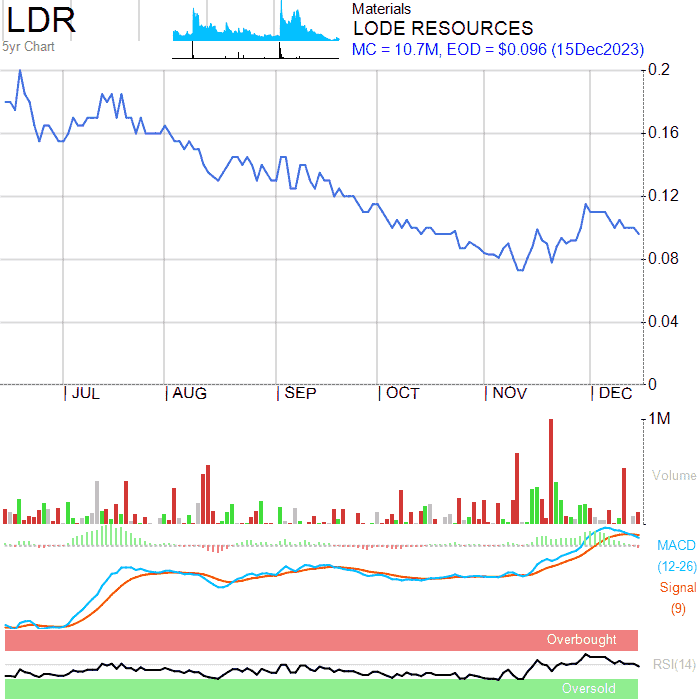 LDR
5yr Chart
Materials
LODE RESOURCES
MC = 10.7M, EOD = $0.096 (15Dec2023)
0.2
0.16
0.12
0.08
0.04
0
JUL AUG SEP OCT NOV DEC
1M
Volume
MACD
(12-26)
Signal
(9)
Overbought
RSI(14)
Oversold